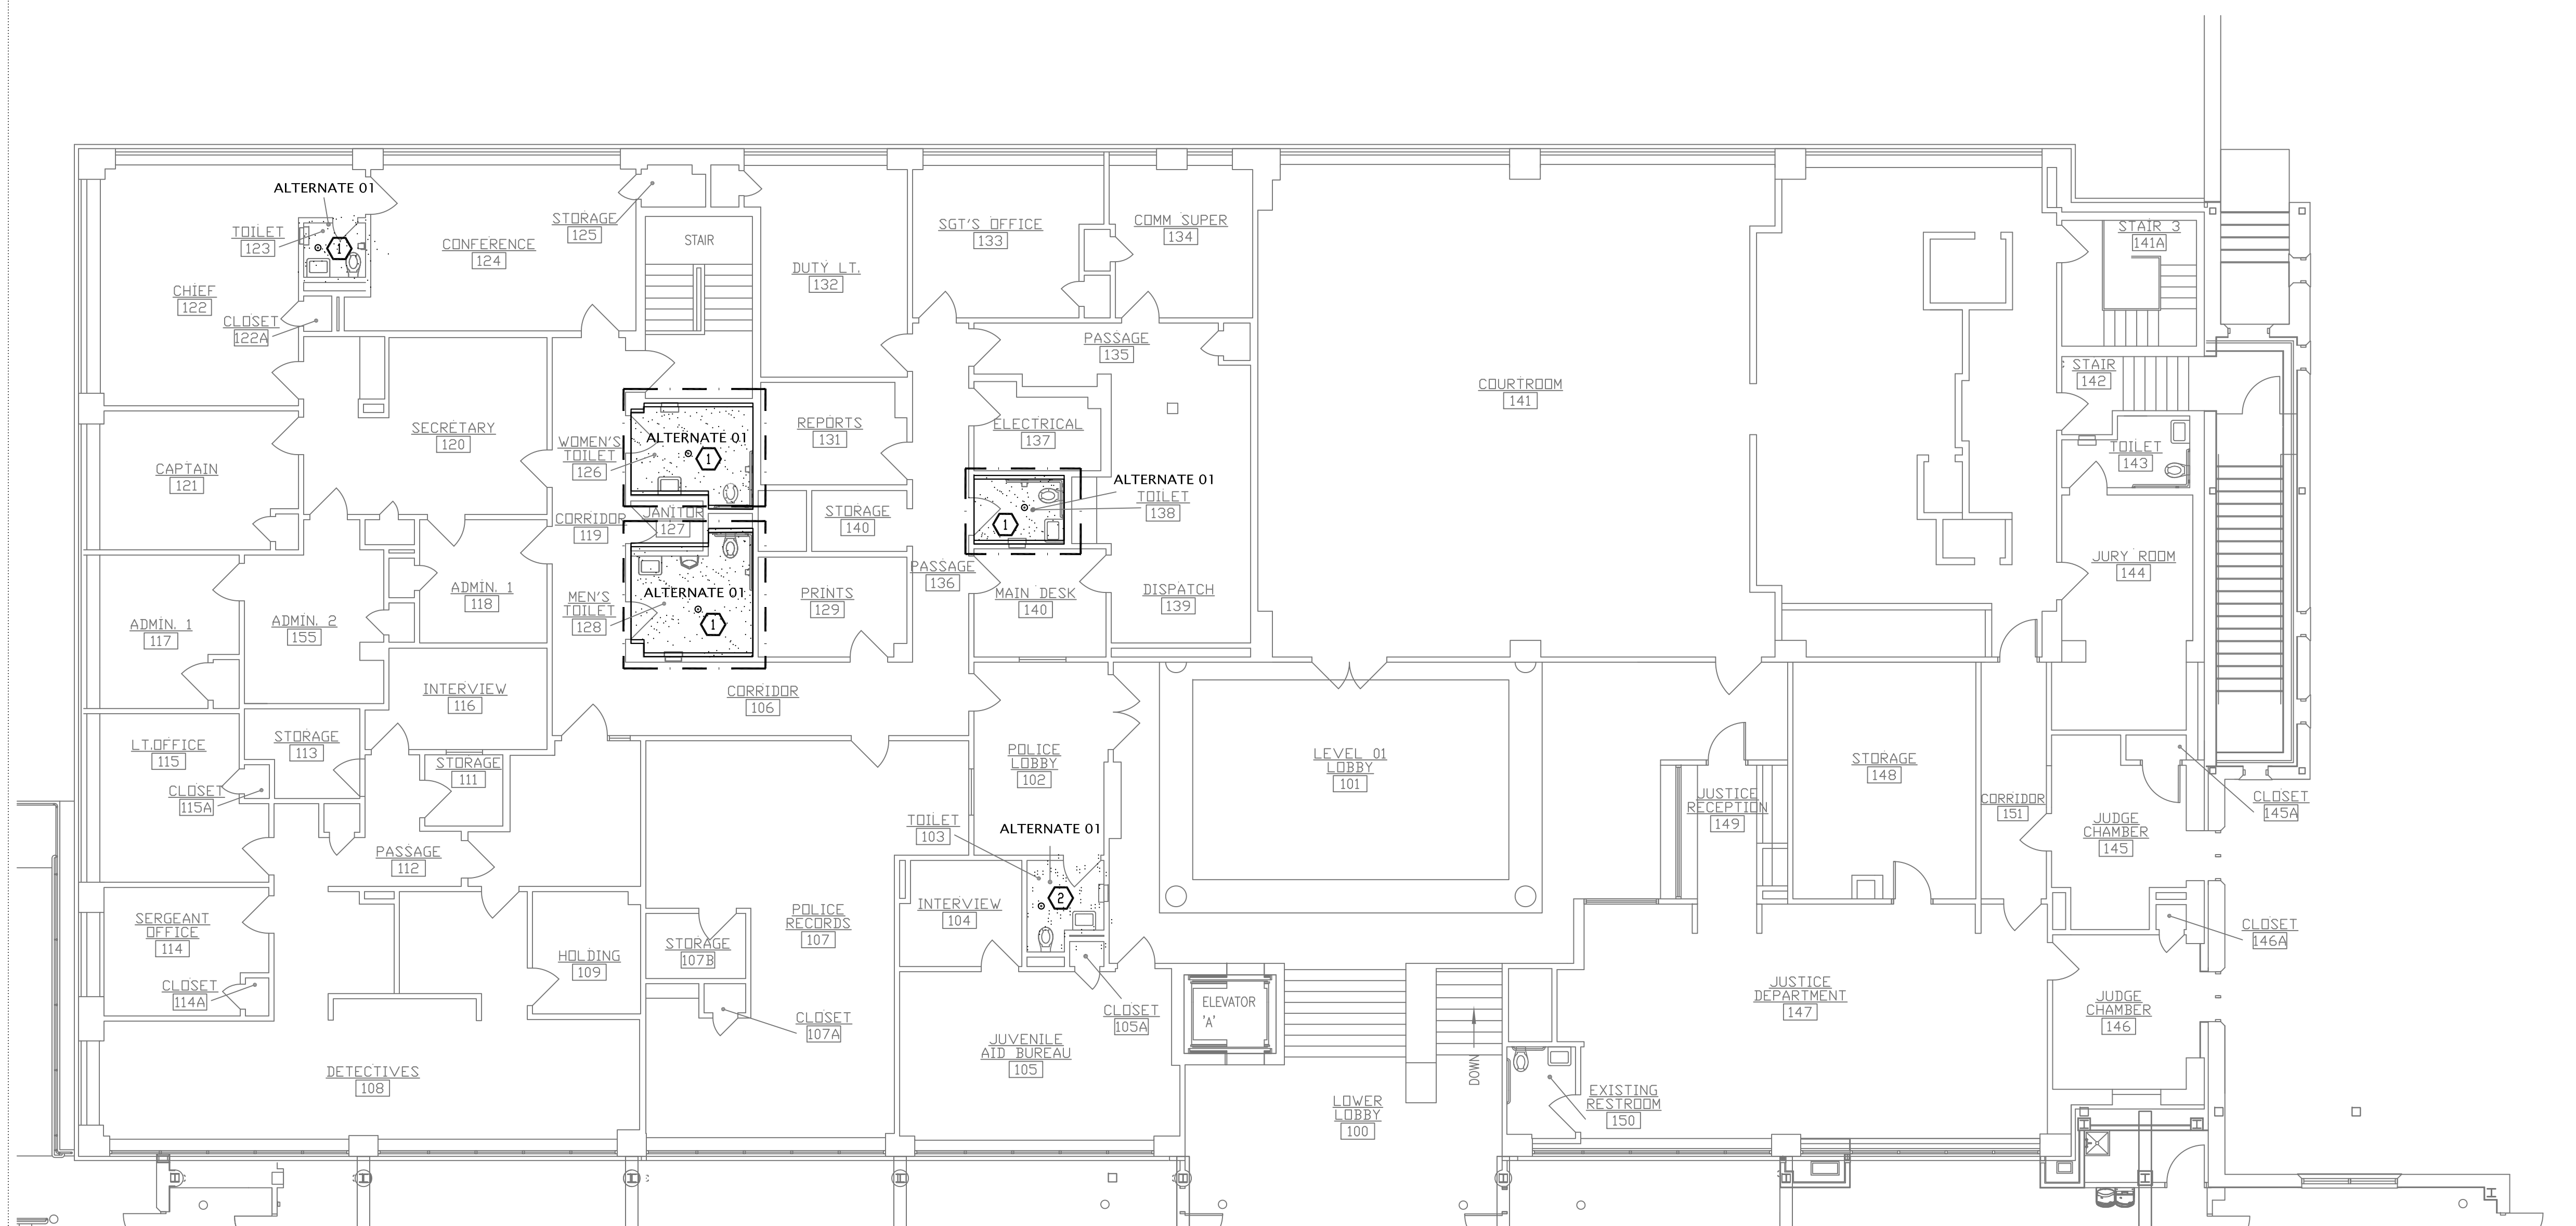 ALTERNATE 01
TOILET
123
1
CHIEF
122
CLOSET
122A
CONFERENCE
124
STORAGE
125
STAIR
DUTY LT.
132
SGT'S OFFICE
133
COMM SUPER
134
PASSAGE
135
COURTROOM
141
STAIR 3
141A
STAIR
142
TOILET
143
CAPTAIN
121
SECRETARY
120
WOMEN'S
TOILET
126
ALTERNATE 01
1
REPORTS
131
ELECTRICAL
137
ALTERNATE 01
TOILET
138
1
CORRIDOR
119
JANITOR
127
STORAGE
140
PASSAGE
136
MEN'S
TOILET
128
ALTERNATE 01
1
PRINTS
129
MAIN DESK
140
DISPATCH
139
JURY ROOM
144
ADMIN. 1
117
ADMIN. 2
155
ADMIN. 1
118
INTERVIEW
116
CORRIDOR
106
LT.OFFICE
115
CLOSET
115A
STORAGE
113
STORAGE
111
PASSAGE
112
POLICE
LOBBY
102
LEVEL 01
LOBBY
101
JUSTICE
RECEPTION
149
STORAGE
148
CORRIDOR
151
JUDGE
CHAMBER
145
CLOSET
145A
TOILET
103
ALTERNATE 01
2
INTERVIEW
104
SERGEANT
OFFICE
114
CLOSET
114A
HOLDING
109
STORAGE
107B
POLICE
RECORDS
107
CLOSET
107A
JUVENILE
AID BUREAU
105
CLOSET
105A
ELEVATOR
'A'
DOWN
JUSTICE
DEPARTMENT
147
CLOSET
146A
JUDGE
CHAMBER
146
DETECTIVES
108
LOWER
LOBBY
100
EXISTING
RESTROOM
150